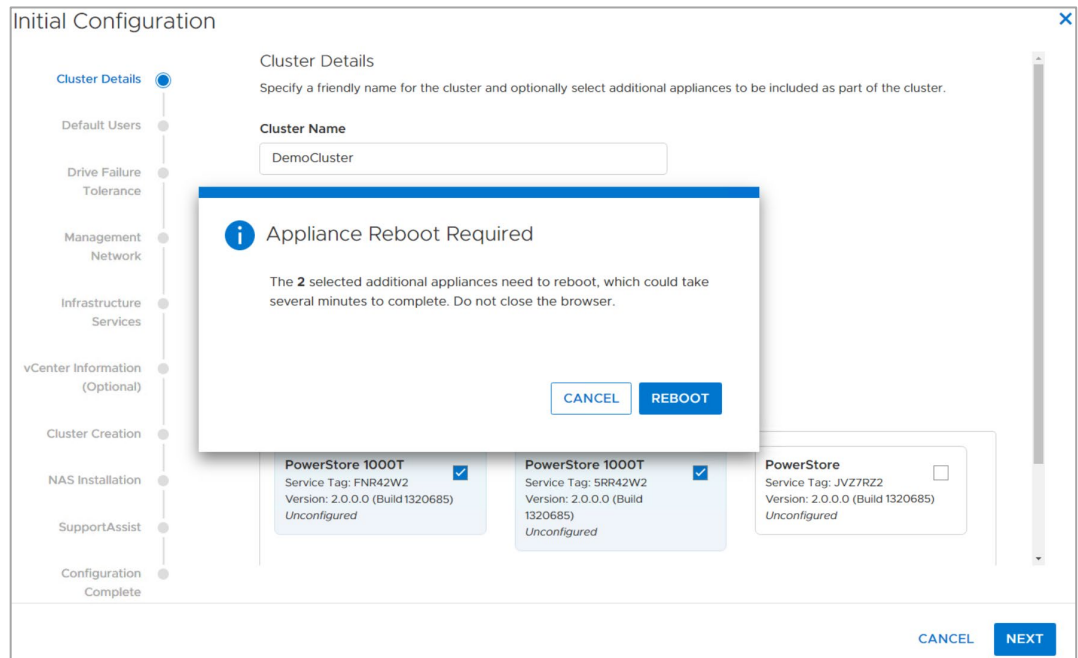 Initial Configuration
Cluster Details
Default Users
Drive Failure
Tolerance
Management
Network
Infrastructure
Services
vCenter Information
(Optional)
Cluster Creation
NAS Installation
SupportAssist
Configuration
Complete
Cluster Details
Specify a friendly name for the cluster and optionally select additional appliances to be included as part of the cluster.
Cluster Name
DemoCluster
Appliance Reboot Required
The 2 selected additional appliances need to reboot, which could take
several minutes to complete. Do not close the browser.
CANCEL
REBOOT
PowerStore 1000T
Service Tag: FNR42W2
Version: 2.0.0.0 (Build 1320685)
Unconfigured
PowerStore 1000T
Service Tag: 5RR42W2
Version: 2.0.0.0 (Build
1320685)
Unconfigured
PowerStore
Service Tag: JVZ7RZ2
Version: 2.0.0.0 (Build 1320685)
Unconfigured
CANCEL
NEXT